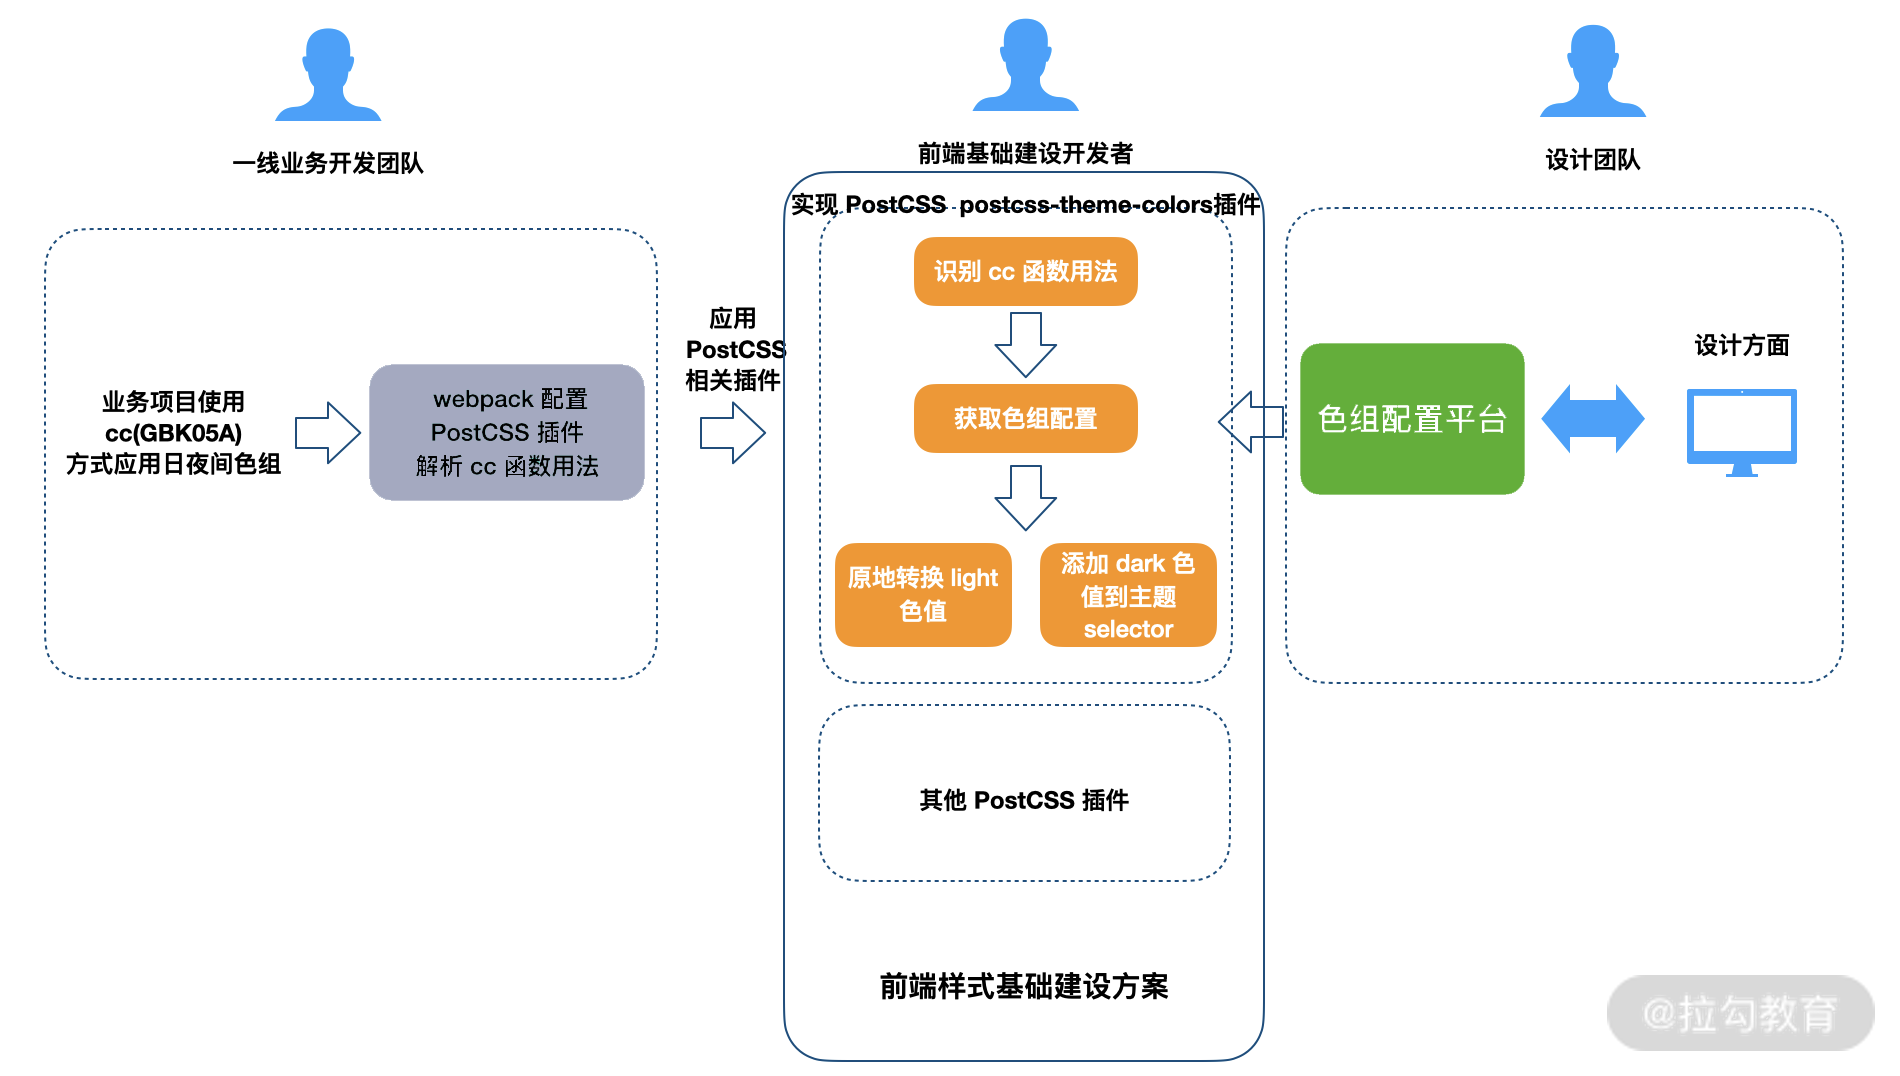 一线业务开发团队
业务项目使用
cc(GBK05A)
方式应用日夜间色组
webpack 配置
PostCSS 插件
解析 cc 函数用法
应用
PostCSS
相关插件
前端基础建设开发者
实现 PostCSS postcss-theme-colors插件
识别 cc 函数用法
获取色组配置
原地转换 light
色值
添加 dark 色
值到主题
selector
其他 PostCSS 插件
前端样式基础建设方案
设计团队
色组配置平台
设计方面
@拉勾教育